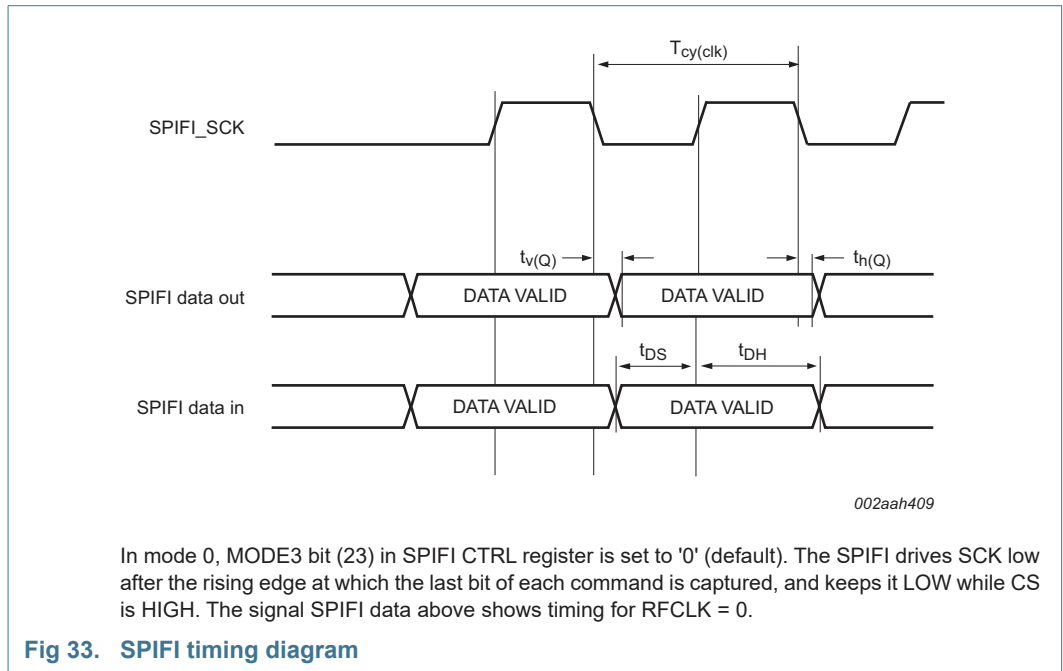 Tcy(clk)
SPIFI_SCK
tv(Q)
th(Q)
SPIFI data out
DATA VALID
DATA VALID
tDS
tDH
SPIFI data in
DATA VALID
DATA VALID
002aah409
In mode 0, MODE3 bit (23) in SPIFI CTRL register is set to '0' (default). The SPIFI drives SCK low
after the rising edge at which the last bit of each command is captured, and keeps it LOW while CS
is HIGH. The signal SPIFI data above shows timing for RFCLK = 0.
Fig 33. SPIFI timing diagram